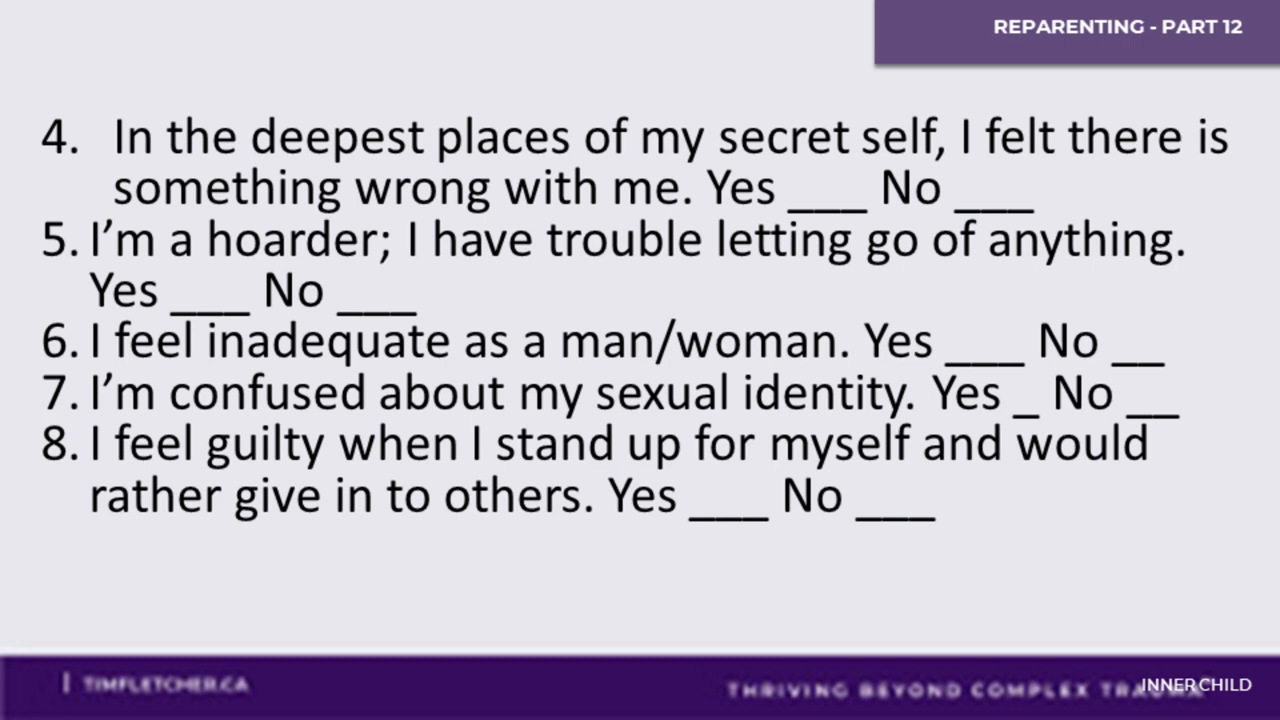 REPARENTING - PART 12
4. In the deepest places of my secret self, I felt there is
something wrong with me. Yes ___ No ___
5. I’m a hoarder; I have trouble letting go of anything.
Yes ___ No ___
6. I feel inadequate as a man/woman. Yes ___ No __
7. I’m confused about my sexual identity. Yes _ No __
8. I feel guilty when I stand up for myself and would
rather give in to others. Yes ___ No ___
| TIMFLETCHER.CA
THRIVING BEYOND COMPLEX
INNER CHILD